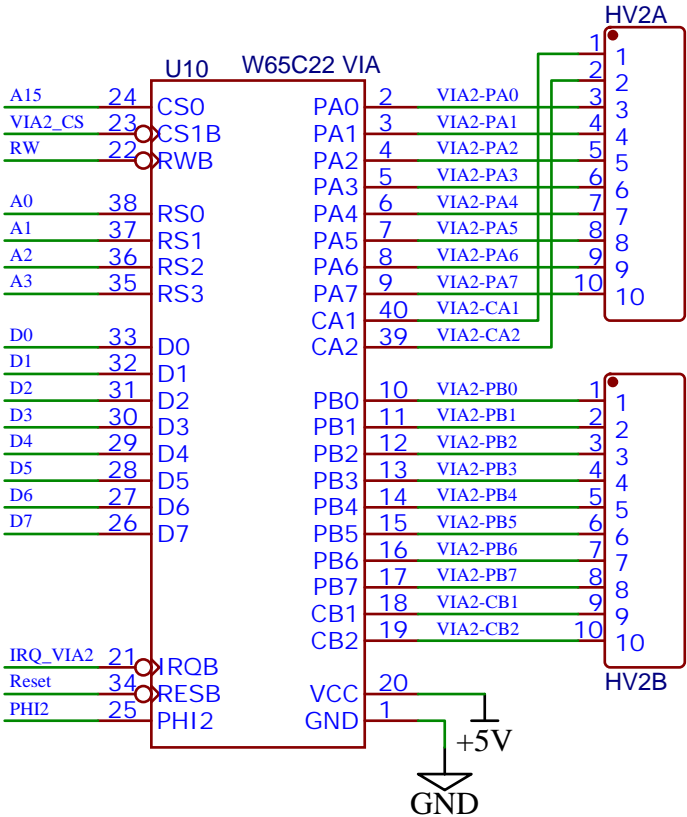 HV2A
U10 W65C22 VIA
1 1
2 2
A15 24 CS0 PA0 2 VIA2-PA0 3 3
VIA2_CS 23 CS1B PA1 3 VIA2-PA1 4 4
RW 22 RWB PA2 4 VIA2-PA2 5 5
PA3 5 VIA2-PA3 6 6
A0 38 RS0 PA4 6 VIA2-PA4 7 7
A1 37 RS1 PA5 7 VIA2-PA5 8 8
A2 36 RS2 PA6 8 VIA2-PA6 9 9
A3 35 RS3 PA7 9 VIA2-PA7 10 10
CA1 40 VIA2-CA1
D0 33 D0 CA2 39 VIA2-CA2
D1 32 D1
D2 31 D2 PB0 10 VIA2-PB0 1 1
D3 30 D3 PB1 11 VIA2-PB1 2 2
D4 29 D4 PB2 12 VIA2-PB2 3 3
D5 28 D5 PB3 13 VIA2-PB3 4 4
D6 27 D6 PB4 14 VIA2-PB4 5 5
D7 26 D7 PB5 15 VIA2-PB5 6 6
PB6 16 VIA2-PB6 7 7
PB7 17 VIA2-PB7 8 8
CB1 18 VIA2-CB1 9 9
CB2 19 VIA2-CB2 10 10
IRQ_VIA2 21 IRQB
Reset 34 RESB VCC 20
HV2B
PHI2 25 PHI2 GND 1
+5V
GND